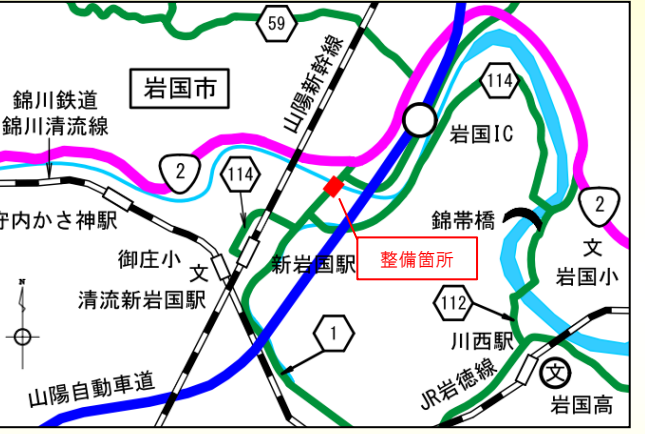 59
山陽新幹線
岩国市
錦川鉄道
錦川清流線
114
岩国IC
2
114
守内かさ神駅
錦帯橋
2
御庄小
文
新岩国駅
整備箇所
文
岩国小
清流新岩国駅
N
112
1
川西駅
山陽自動車道
JR岩徳線
文
岩国高